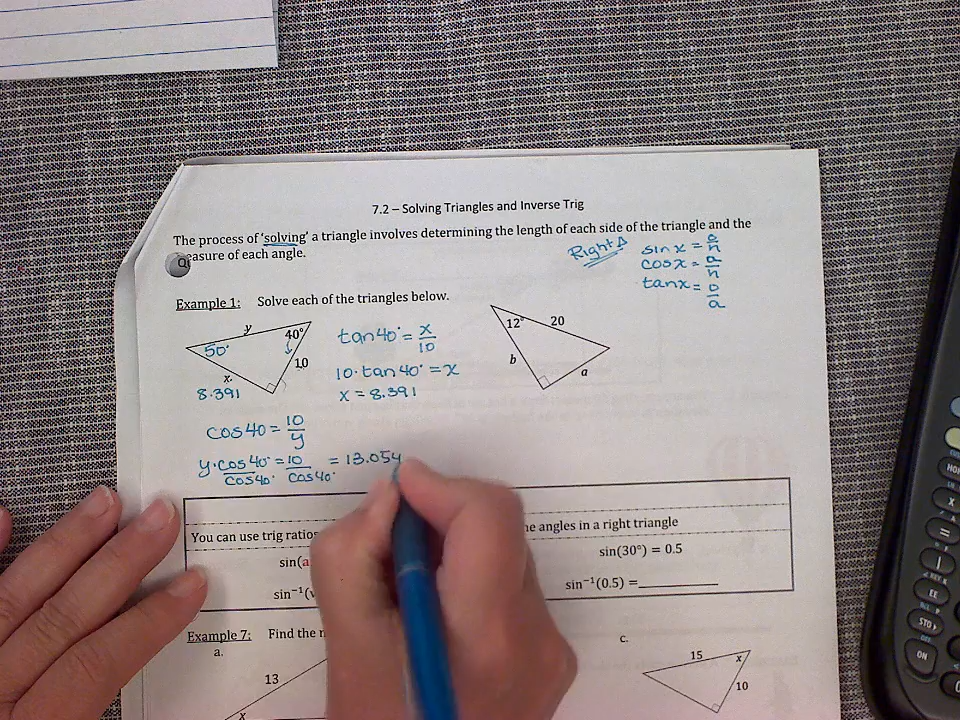 7.2 – Solving Triangles and Inverse Trig
The process of 'solving' a triangle involves determining the length of each side of the triangle and the
easure of each angle.
Q
Right Δ
sin x = o/h
cos x = a/h
tan x = o/a
Example 1: Solve each of the triangles below.
y
40°
50°
10
x
8.391
tan 40° = x/10
10·tan 40° = x
x = 8.391
12°
20
b
a
cos 40 = 10/y
y·cos 40°/cos 40° = 10/cos 40° = 13.054
You can use trig ratio
he angles in a right triangle
sin(a
sin(30°) = 0.5
sin⁻¹(
sin⁻¹(0.5) =________
Example 7: Find the
a.
c.
13
x
15
x
10
x
=
EE
STO
ON